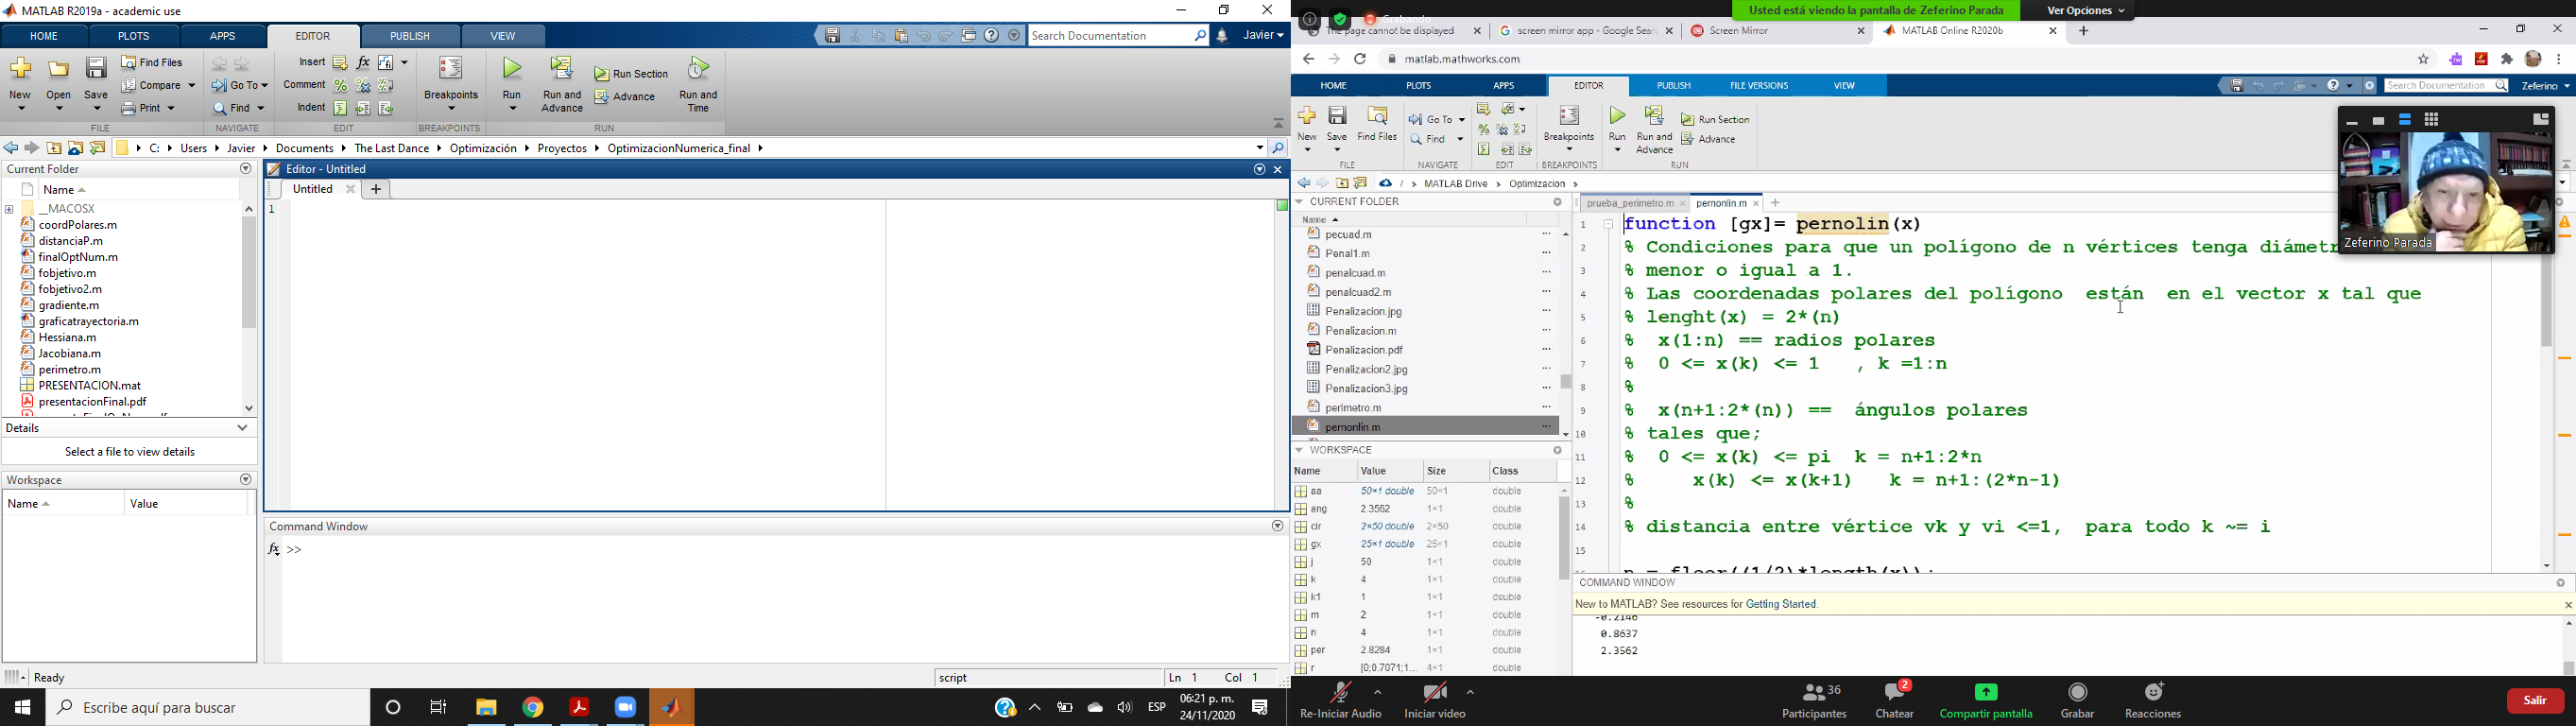 MATLAB R2019a - academic use
HOME PLOTS APPS EDITOR PUBLISH VIEW Search Documentation Javier
New Open Save Find Files Compare Print Go To Find Insert Comment Indent Breakpoints Run Run and Advance Run Section Advance Run and Time
FILE NAVIGATE EDIT BREAKPOINTS RUN
C: Users Javier Documents The Last Dance Optimización Proyectos OptimizacionNumerica_final
Current Folder
Name
__MACOSX
coordPolares.m
distanciaP.m
finalOptNum.m
fobjetivo.m
fobjetivo2.m
gradiente.m
graficatrayectoria.m
Hessiana.m
Jacobiana.m
perimetro.m
PRESENTACION.mat
presentacionFinal.pdf
Details
Select a file to view details
Workspace
Name Value
Editor - Untitled
Untitled
1
Command Window
fx >>
Ready
script Ln 1 Col 1
Escribe aquí para buscar
ESP
06:21 p. m.
24/11/2020
Usted está viendo la pantalla de Zeferino Parada Ver Opciones
Grabando
The page cannot be displayed screen mirror app - Google Sear Screen Mirror MATLAB Online R2020b
matlab.mathworks.com
HOME PLOTS APPS EDITOR PUBLISH FILE VERSIONS VIEW Search Documentation Zeferino
New Save Find Files Go To Find Breakpoints Run Run and Advance Run Section Advance
FILE NAVIGATE EDIT BREAKPOINTS RUN
/ MATLAB Drive Optimizacion
CURRENT FOLDER
Name
pecuad.m
Penal1.m
penalcuad.m
penalcuad2.m
Penalizacion.jpg
Penalizacion.m
Penalizacion.pdf
Penalizacion2.jpg
Penalizacion3.jpg
perimetro.m
pernonlin.m
WORKSPACE
Name Value Size Class
aa 50×1 double 50×1 double
ang 2.3562 1×1 double
cir 2×50 double 2×50 double
gx 25×1 double 25×1 double
j 50 1×1 double
k 4 1×1 double
k1 1 1×1 double
m 2 1×1 double
n 4 1×1 double
per 2.8284 1×1 double
r [0;0.7071;1... 4×1 double
prueba_perimetro.m pernonlin.m
1 function [gx]= pernolin(x)
2 % Condiciones para que un polígono de n vértices tenga diámetr
3 % menor o igual a 1.
4 % Las coordenadas polares del polígono están en el vector x tal que
5 % lenght(x) = 2*(n)
6 % x(1:n) == radios polares
7 % 0 <= x(k) <= 1 , k =1:n
8 %
9 % x(n+1:2*(n)) == ángulos polares
10 % tales que;
11 % 0 <= x(k) <= pi k = n+1:2*n
12 % x(k) <= x(k+1) k = n+1:(2*n-1)
13 %
14 % distancia entre vértice vk y vi <=1, para todo k ~= i
15
n = floor((1/2)*length(x));
Zeferino Parada
COMMAND WINDOW
New to MATLAB? See resources for Getting Started.
-0.2146
0.8637
2.3562
Re-Iniciar Audio Iniciar video Participantes 36 Chatear 2 Compartir pantalla Grabar Reacciones Salir